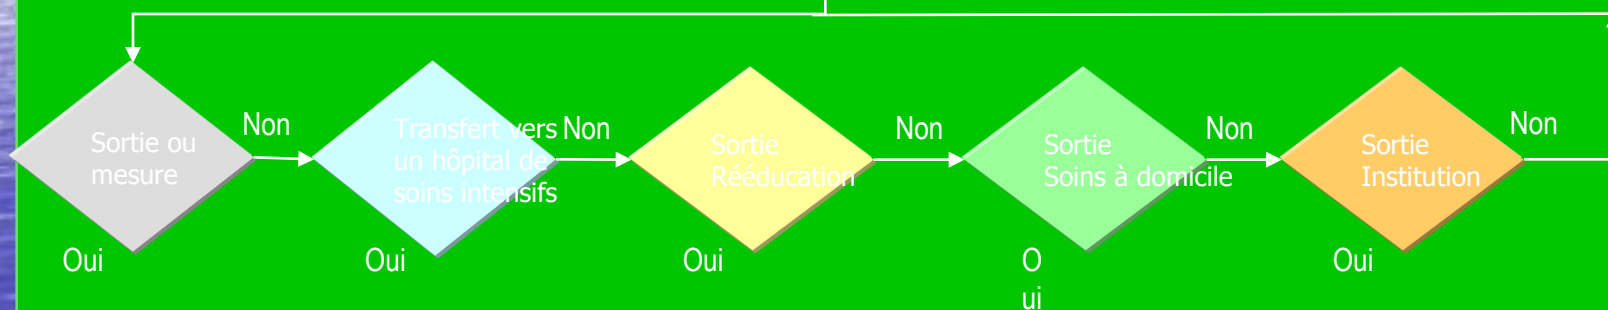 Sortie ou
mesure
Non
Transfert vers
un hôpital de
soins intensifs
Non
Sortie
Rééducation
Non
Sortie
Soins à domicile
Non
Sortie
Institution
Non
Oui
Oui
Oui
O
ui
Oui